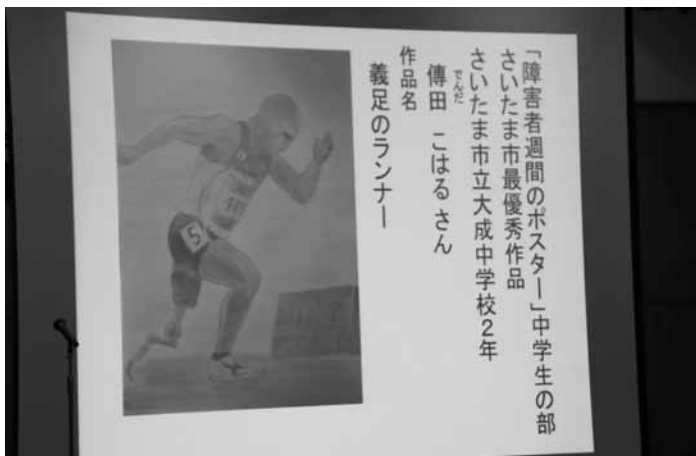 「障害者週間のポスター」中学生の部
さいたま市最優秀作品
さいたま市立大成中学校2年
でんだ
傳田 こはる さん
作品名
義足のランナー
5